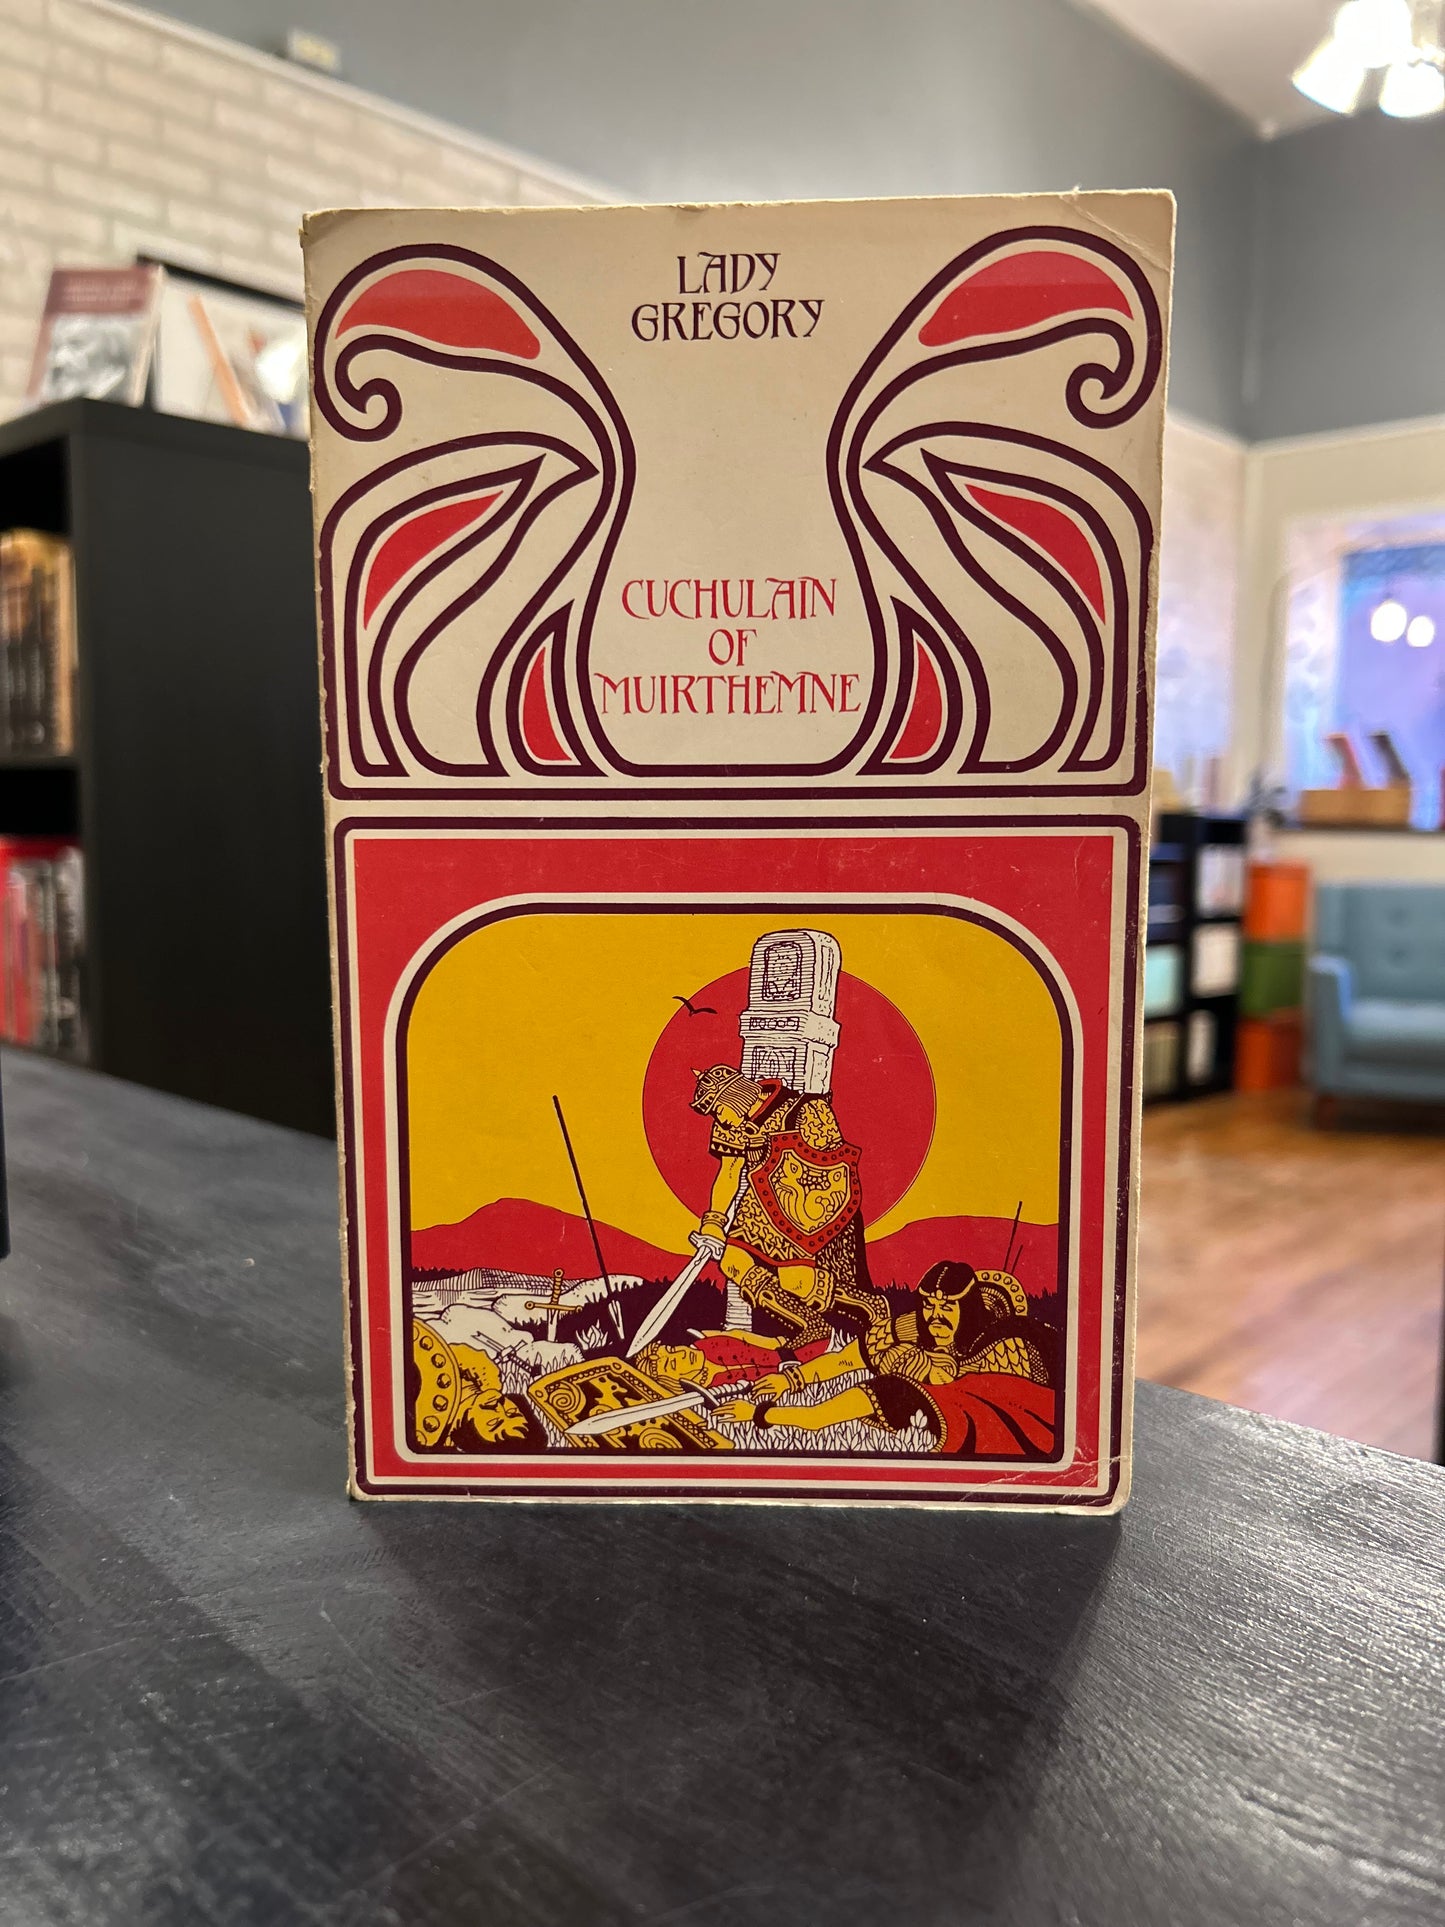 LADY
GREGORY
CUCHULAIN
OF
MUIRTHEMNE